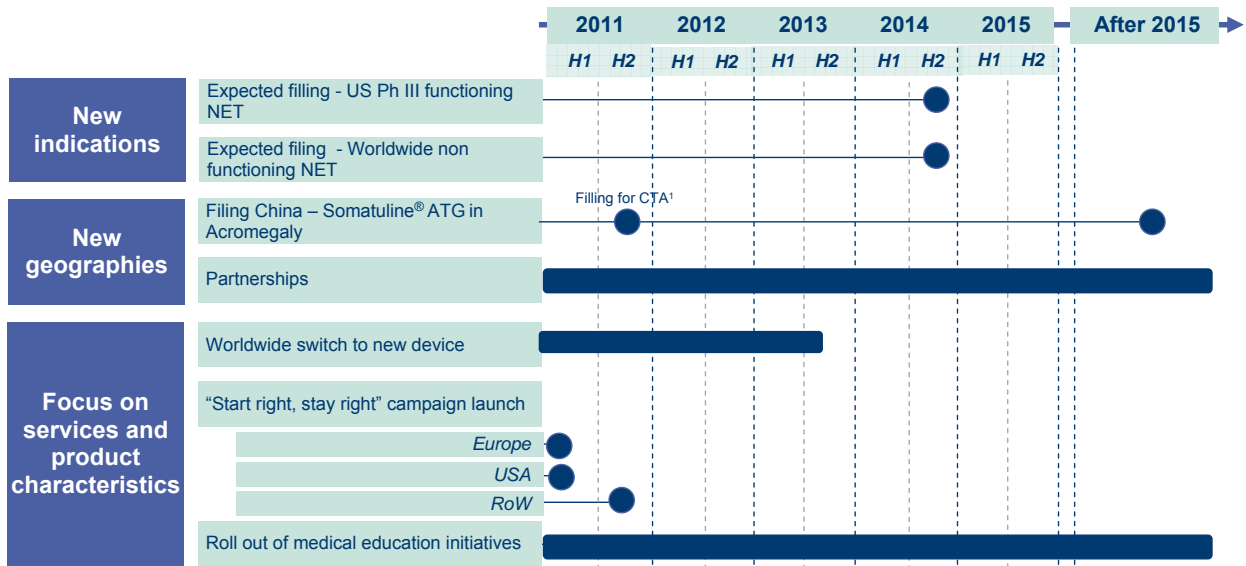 2011 2012 2013 2014 2015 After 2015
H1 H2 H1 H2 H1 H2 H1 H2 H1 H2
New
indications
Expected filling - US Ph III functioning
NET
Expected filing - Worldwide non
functioning NET
New
geographies
Filing China – Somatuline® ATG in
Acromegaly
Filling for CTA¹
Partnerships
Focus on
services and
product
characteristics
Worldwide switch to new device
“Start right, stay right” campaign launch
Europe
USA
RoW
Roll out of medical education initiatives